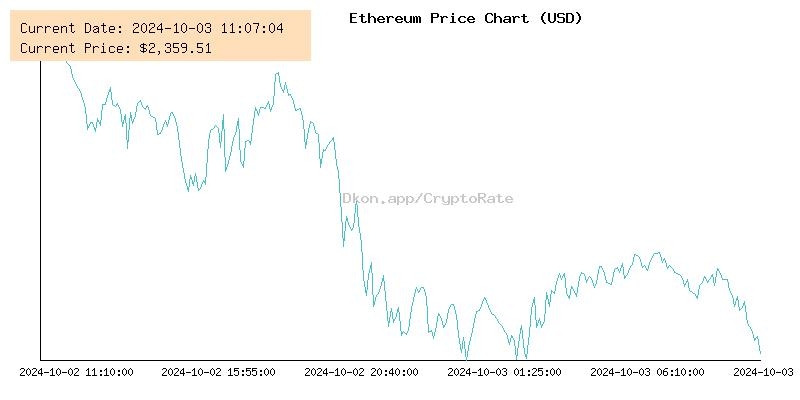 Ethereum Price Chart (USD)
Current Date: 2024-10-03 11:07:04
Current Price: $2,359.51
Dkon.app/CryptoRate
2024-10-02 11:10:00
2024-10-02 15:55:00
2024-10-02 20:40:00
2024-10-03 01:25:00
2024-10-03 06:10:00
2024-10-03